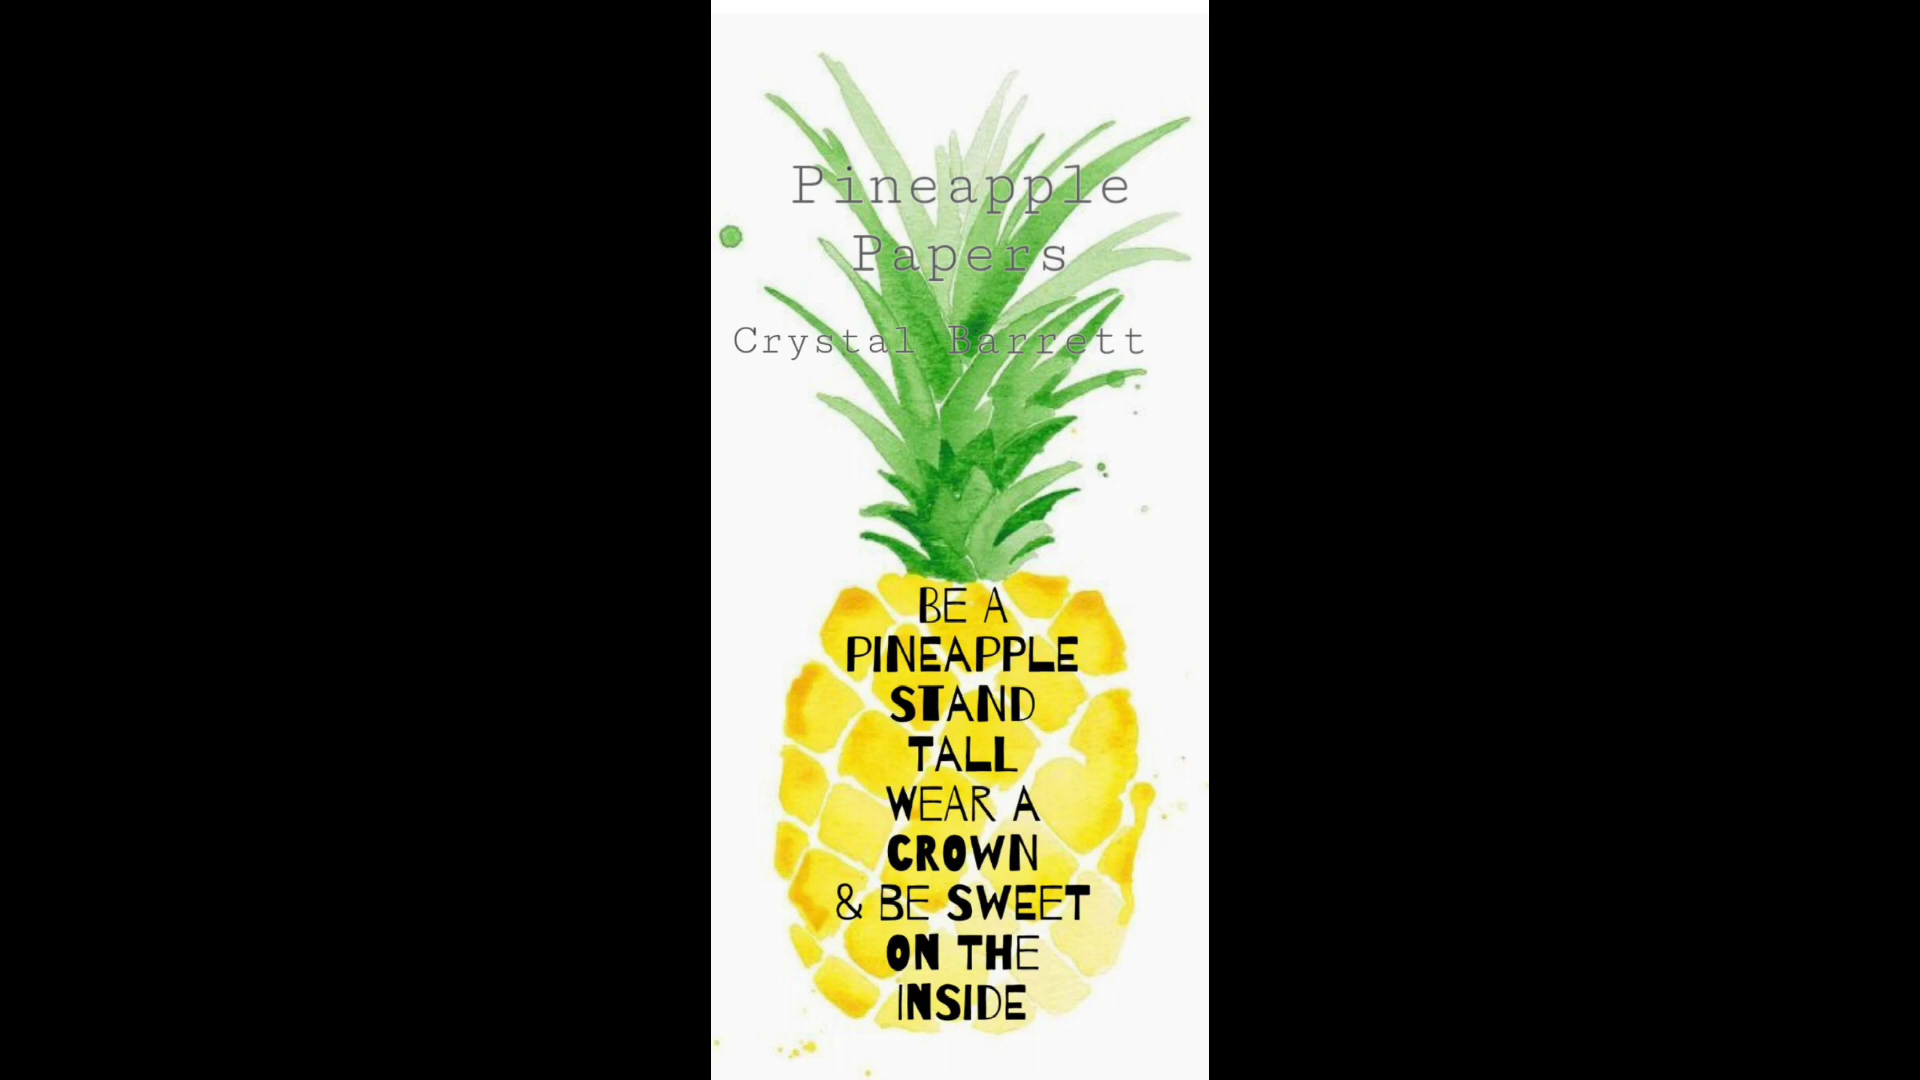 Pineapple
Papers
Crystal Barrett
BE A
PINEAPPLE
STAND
TALL
WEAR A
CROWN
& BE SWEET
ON THE
INSIDE